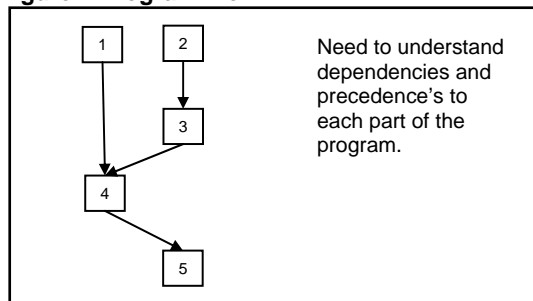 1
2
Need to understand
dependencies and
precedence's to
each part of the
program.
3
4
5